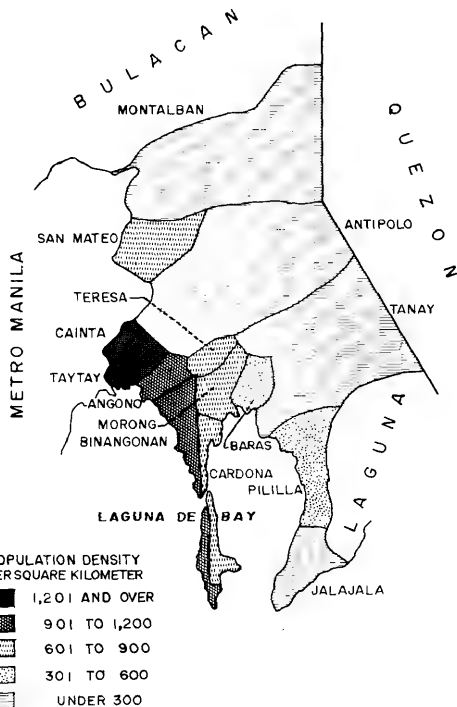 BULACAN
MONTALBAN
QUEZON
SAN MATEO
ANTIPOLO
METRO MANILA
TERESA
TANAY
CAINTA
TAYTAY
ANGONO
MORONG
BINANGONAN
BARAS
LAGUNA
CARDONA
PILILLA
LAGUNA DE BAY
JALAJALA
OPULATION DENSITY
ER SQUARE KILOMETER
1,201 AND OVER
901 TO 1,200
601 TO 900
301 TO 600
UNDER 300